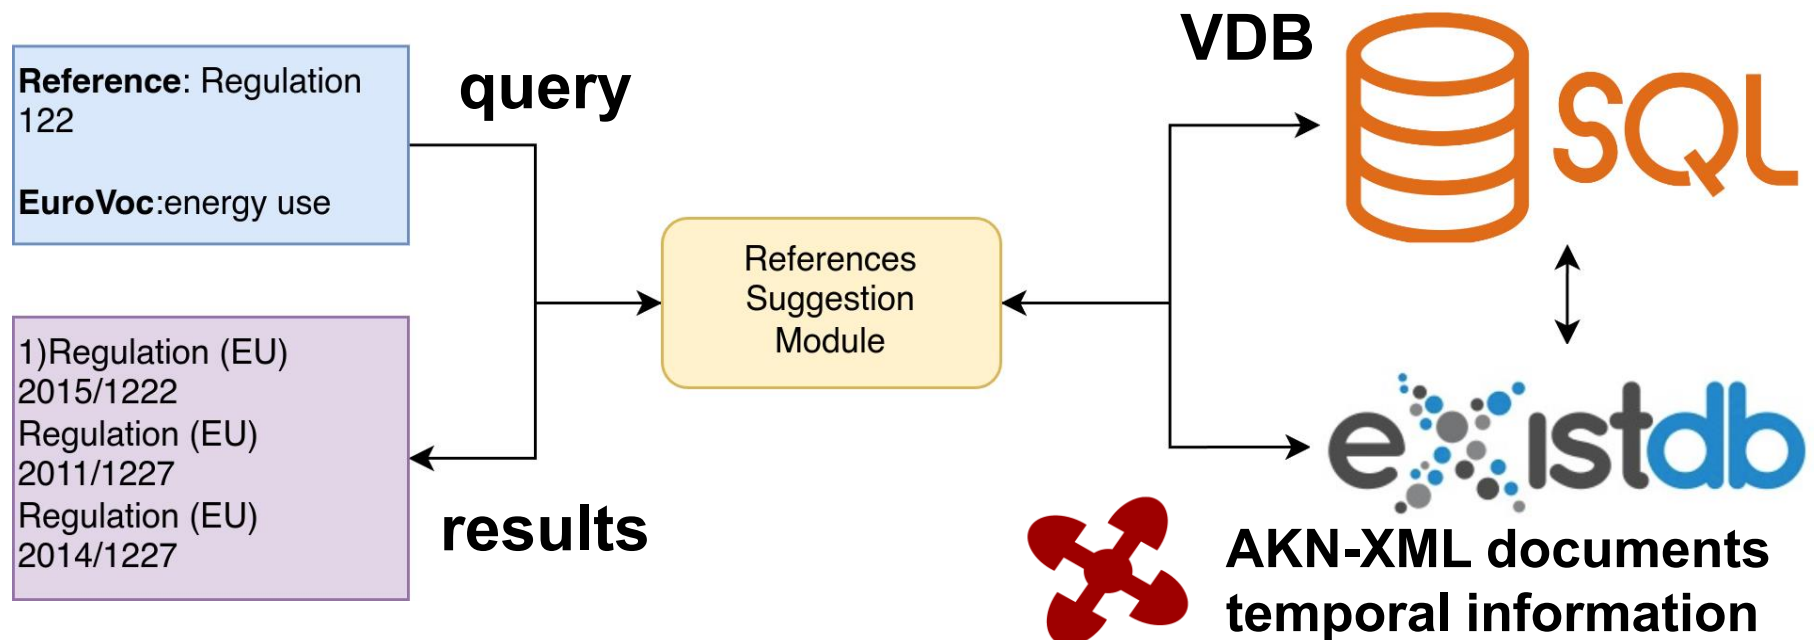 Reference: Regulation
122
EuroVoc:energy use
query
1)Regulation (EU)
2015/1222
Regulation (EU)
2011/1227
Regulation (EU)
2014/1227
results
References
Suggestion
Module
VDB
SQL
eXistdb
AKN-XML documents
temporal information